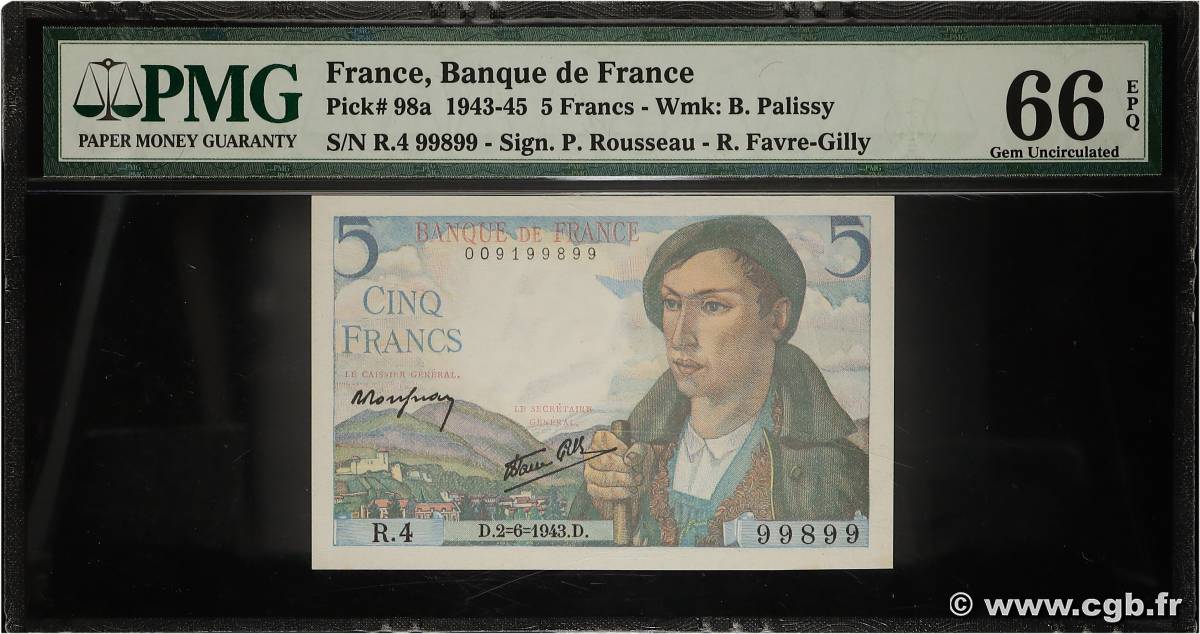 PMG
PAPER MONEY GUARANTY
France, Banque de France
Pick# 98a 1943-45 5 Francs - Wmk: B. Palissy
S/N R.4 99899 - Sign. P. Rousseau - R. Favre-Gilly
66
EPQ
Gem Uncirculated
5
BANQUE DE FRANCE
5
009199899
CINQ
FRANCS
LE CAISSIER GÉNÉRAL.
LE SECRÉTAIRE
GÉNÉRAL.
R.4
D.2=6=1943.D.
99899
© www.cgb.fr